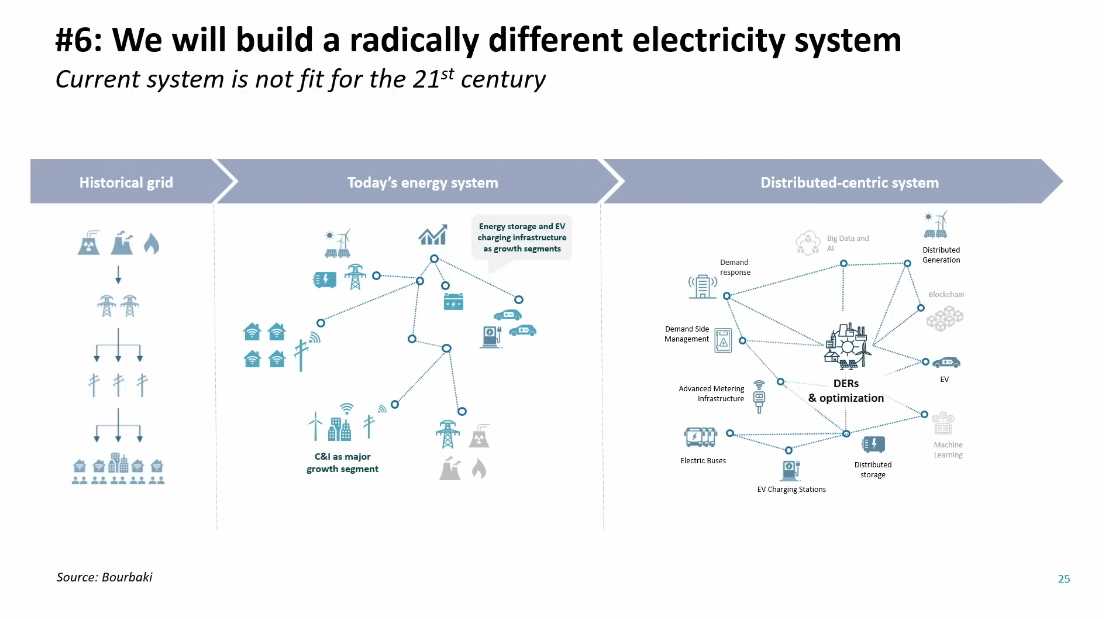 #6: We will build a radically different electricity system
Current system is not fit for the 21st century
Historical grid
Today's energy system
Distributed-centric system
Energy storage and EV
charging infrastructure
as growth segments
C&I as major
growth segment
Big Data and
AI
Distributed
Generation
Demand
response
Blockchain
Demand Side
Management
EV
DERs
& optimization
Advanced Metering
Infrastructure
Machine
Learning
Electric Buses
Distributed
storage
EV Charging Stations
Source: Bourbaki
25